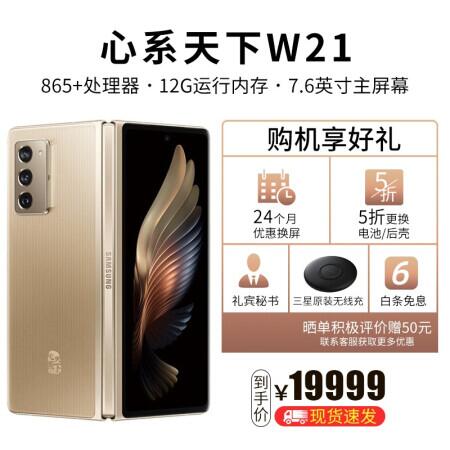 心系天下W21
865+处理器·12G运行内存·7.6英寸主屏幕
购机享好礼
24个月
优惠换屏
5折
5折更换
电池/后壳
礼宾秘书
三星原装无线充
6
白条免息
晒单积极评价赠50元
联系客服获取更多优惠
SAMSUNG
到手价
¥19999
现货速发